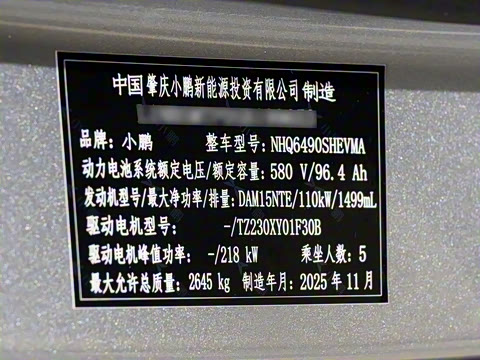 中国 肇庆小鹏新能源投资有限公司 制造
品牌：小鹏 整车型号：NHQ6490SHEVMA
动力电池系统额定电压/额定容量：580 V/96.4 Ah
发动机型号/最大净功率/排量：DAM15NTE/110kW/1499mL
驱动电机型号： -/TZ230XY01F30B
驱动电机峰值功率： -/218 kW 乘坐人数：5
最大允许总质量：2645 kg 制造年月：2025 年 11 月